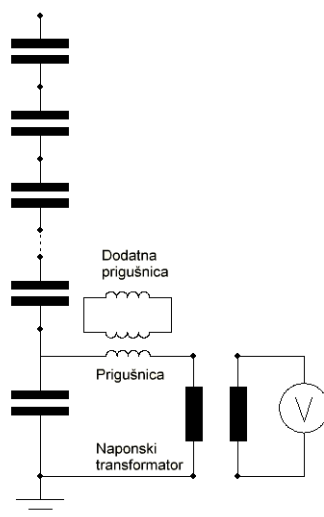 Dodatna
prigušnica
Prigušnica
V
Naponski
transformator